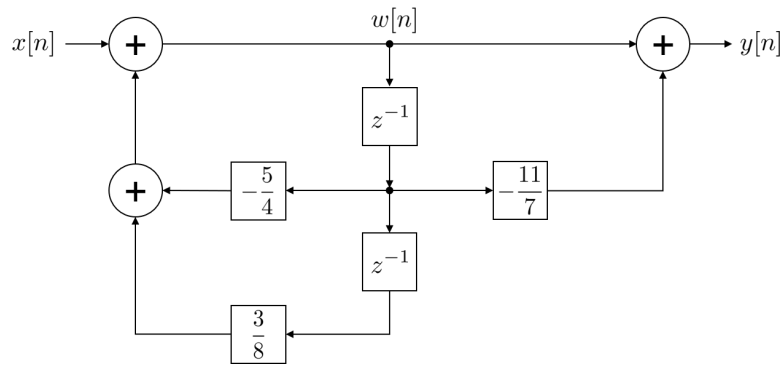 w[n]
x[n] + + y[n]
z⁻¹
+ −5/4 −11/7
z⁻¹
3/8